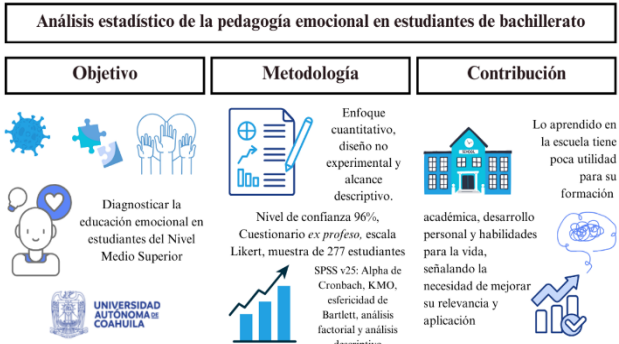 Análisis estadístico de la pedagogía emocional en estudiantes de bachillerato
Objetivo
Diagnosticar la
educación emocional en
estudiantes del Nivel
Medio Superior
UNIVERSIDAD
AUTÓNOMA DE
COAHUILA
Metodología
Enfoque
cuantitativo,
diseño no
experimental y
alcance
descriptivo.
Nivel de confianza 96%,
Cuestionario ex profeso, escala
Likert, muestra de 277 estudiantes
SPSS v25: Alpha de
Cronbach, KMO,
esfericidad de
Bartlett, análisis
factorial y análisis
descriptivo
Contribución
SCHOOL
Lo aprendido en
la escuela tiene
poca utilidad
para su
formación
académica, desarrollo
personal y habilidades
para la vida,
señalando la
necesidad de mejorar
su relevancia y
aplicación